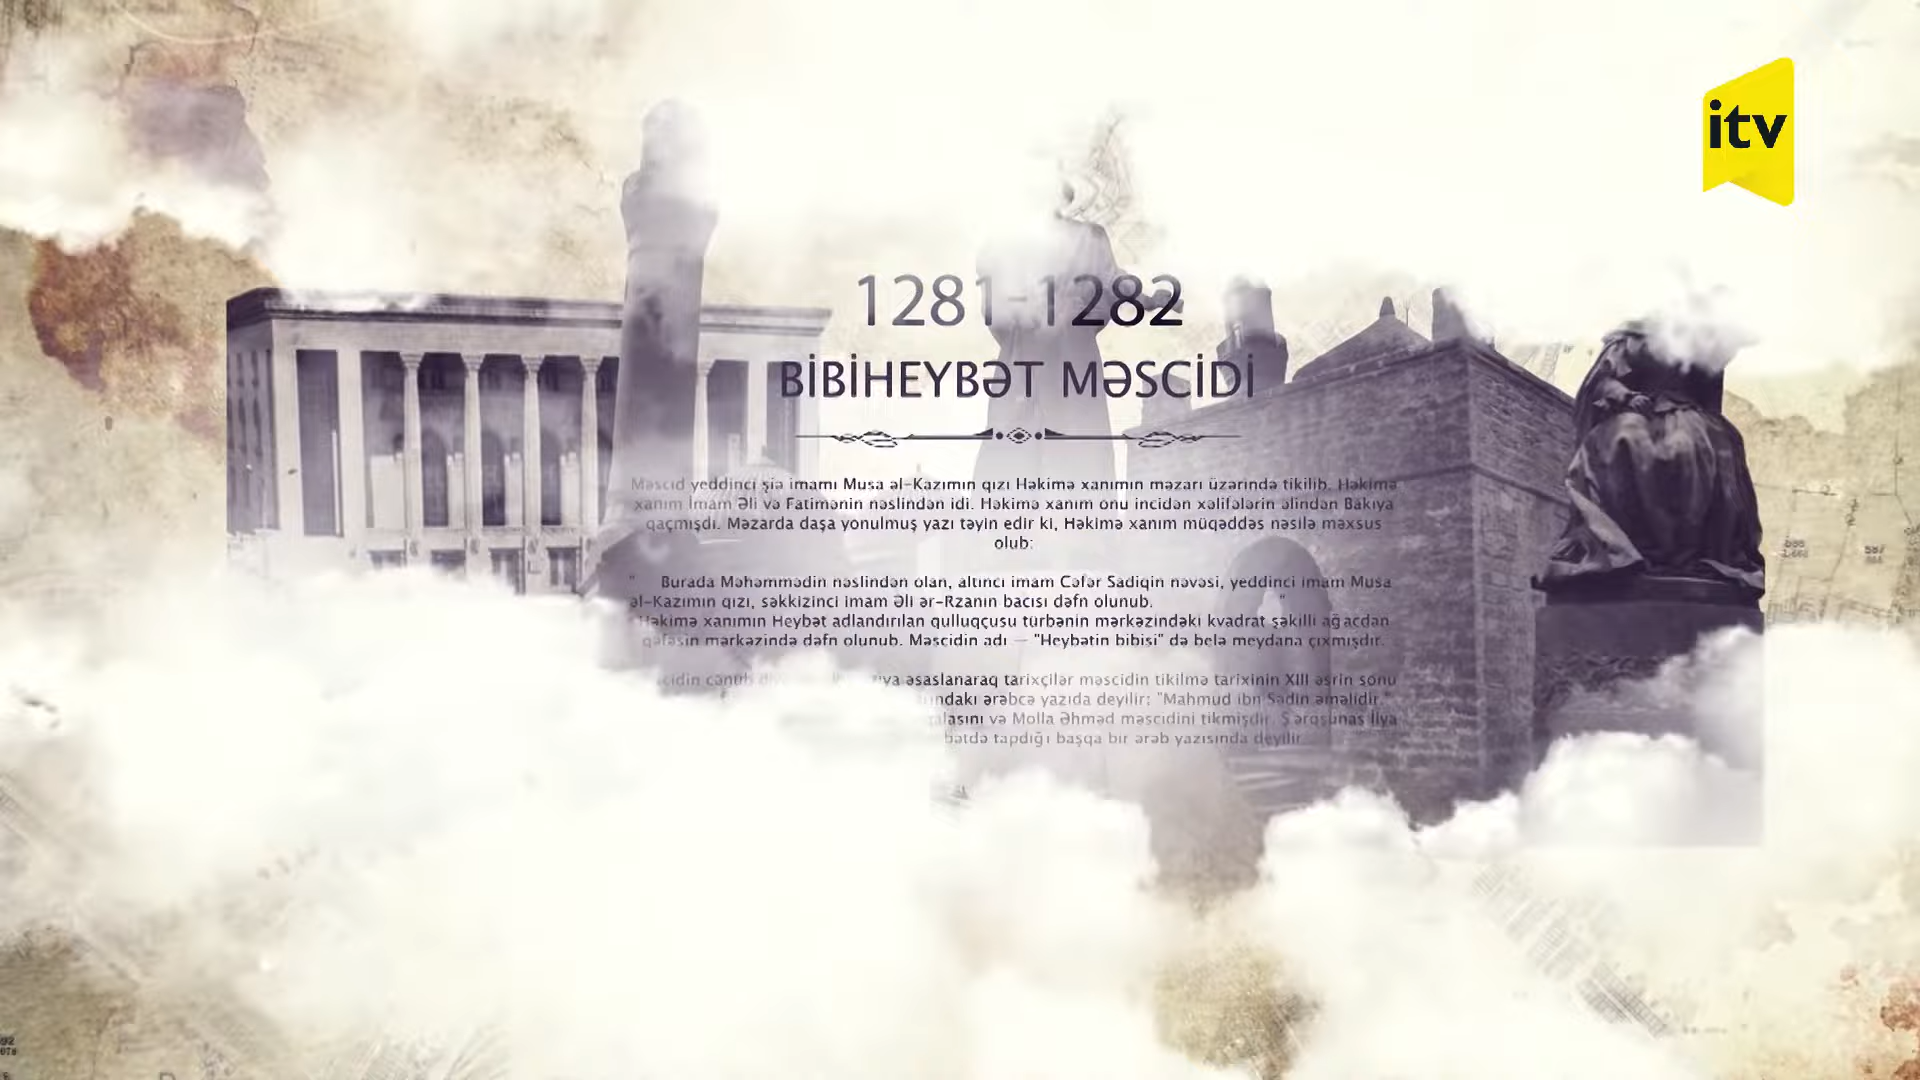 itv
1281-1282
BİBİHEYBƏT MƏSCİDİ
Məscid yeddinci şiə imamı Musa əl-Kazımın qızı Həkimə xanımın məzarı üzərində tikilib. Həkimə
xanım İmam Əli və Fatimənin nəslindən idi. Həkimə xanım onu incidən xəlifələrin əlindən Bakıya
qaçmışdı. Məzarda daşa yonulmuş yazı təyin edir ki, Həkimə xanım müqəddəs nəsilə məxsus
olub:
" Burada Məhəmmədin nəslindən olan, altıncı imam Cəfər Sadiqin nəvəsi, yeddinci imam Musa
əl-Kazımın qızı, səkkizinci imam Əli ər-Rzanın bacısı dəfn olunub. "
Həkimə xanımın Heybət adlandırılan qulluqçusu türbənin mərkəzindəki kvadrat şəkilli ağacdan
qəfəsin mərkəzində dəfn olunub. Məscidin adı — "Heybətin bibisi" də belə meydana çıxmışdır.
cənub əsaslanaraq tarixçilər məscidin tikilmə tarixinin XIII əsrin sonu
ərəbcə yazıda deyilir: "Mahmud ibn Sədin əməlidir."
və Molla Əhməd məscidini tikmişdir. Şərqşünas İlya
tapdığı başqa bir ərəb yazısında deyilir
592
588
587